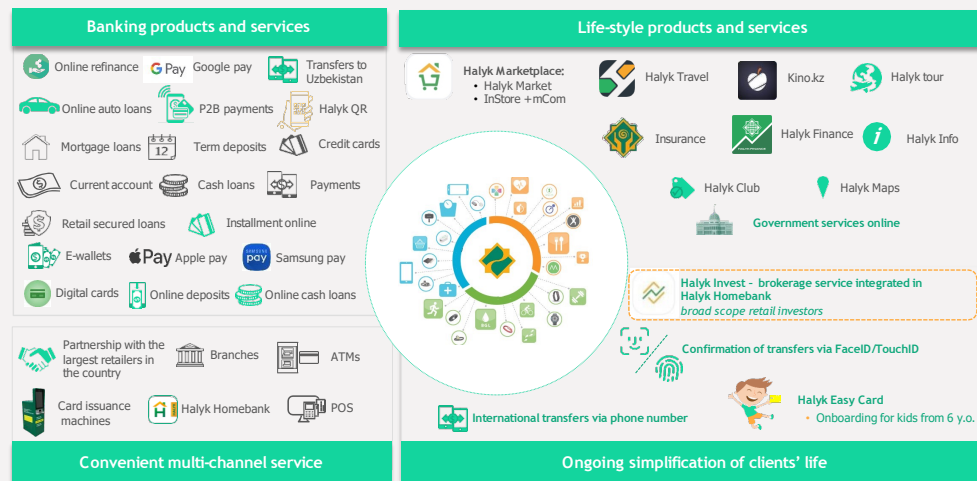 Banking products and services
Online refinance
G Pay
Google pay
Transfers to
Uzbekistan
Online auto loans
P2B payments
Halyk QR
Mortgage loans
12
Term deposits
Credit cards
Current account
Cash loans
Payments
Retail secured loans
Installment online
E-wallets
Pay
Apple pay
SAMSUNG
pay
Samsung pay
Digital cards
Online deposits
Online cash loans
Partnership with the
largest retailers in
the country
Branches
ATMs
Card issuance
machines
Halyk Homebank
POS
Convenient multi-channel service
Life-style products and services
Halyk Marketplace:
• Halyk Market
• InStore +mCom
Halyk Travel
Kino.kz
Halyk tour
Insurance
Halyk Finance
i
Halyk Info
Halyk Club
Halyk Maps
Government services online
Halyk Invest - brokerage service integrated in
Halyk Homebank
broad scope retail investors
Confirmation of transfers via FaceID/TouchID
Halyk Easy Card
• Onboarding for kids from 6 y.o.
International transfers via phone number
Ongoing simplification of clients’ life